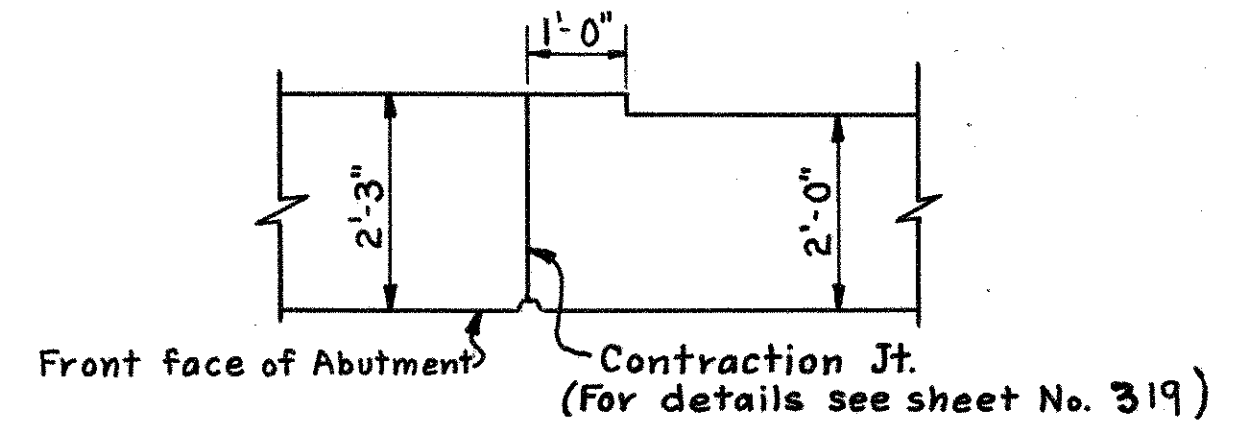 1'-0"
2'-3"
2'-0"
Front face of Abutment
Contraction Jt.
(For details see sheet No. 319)